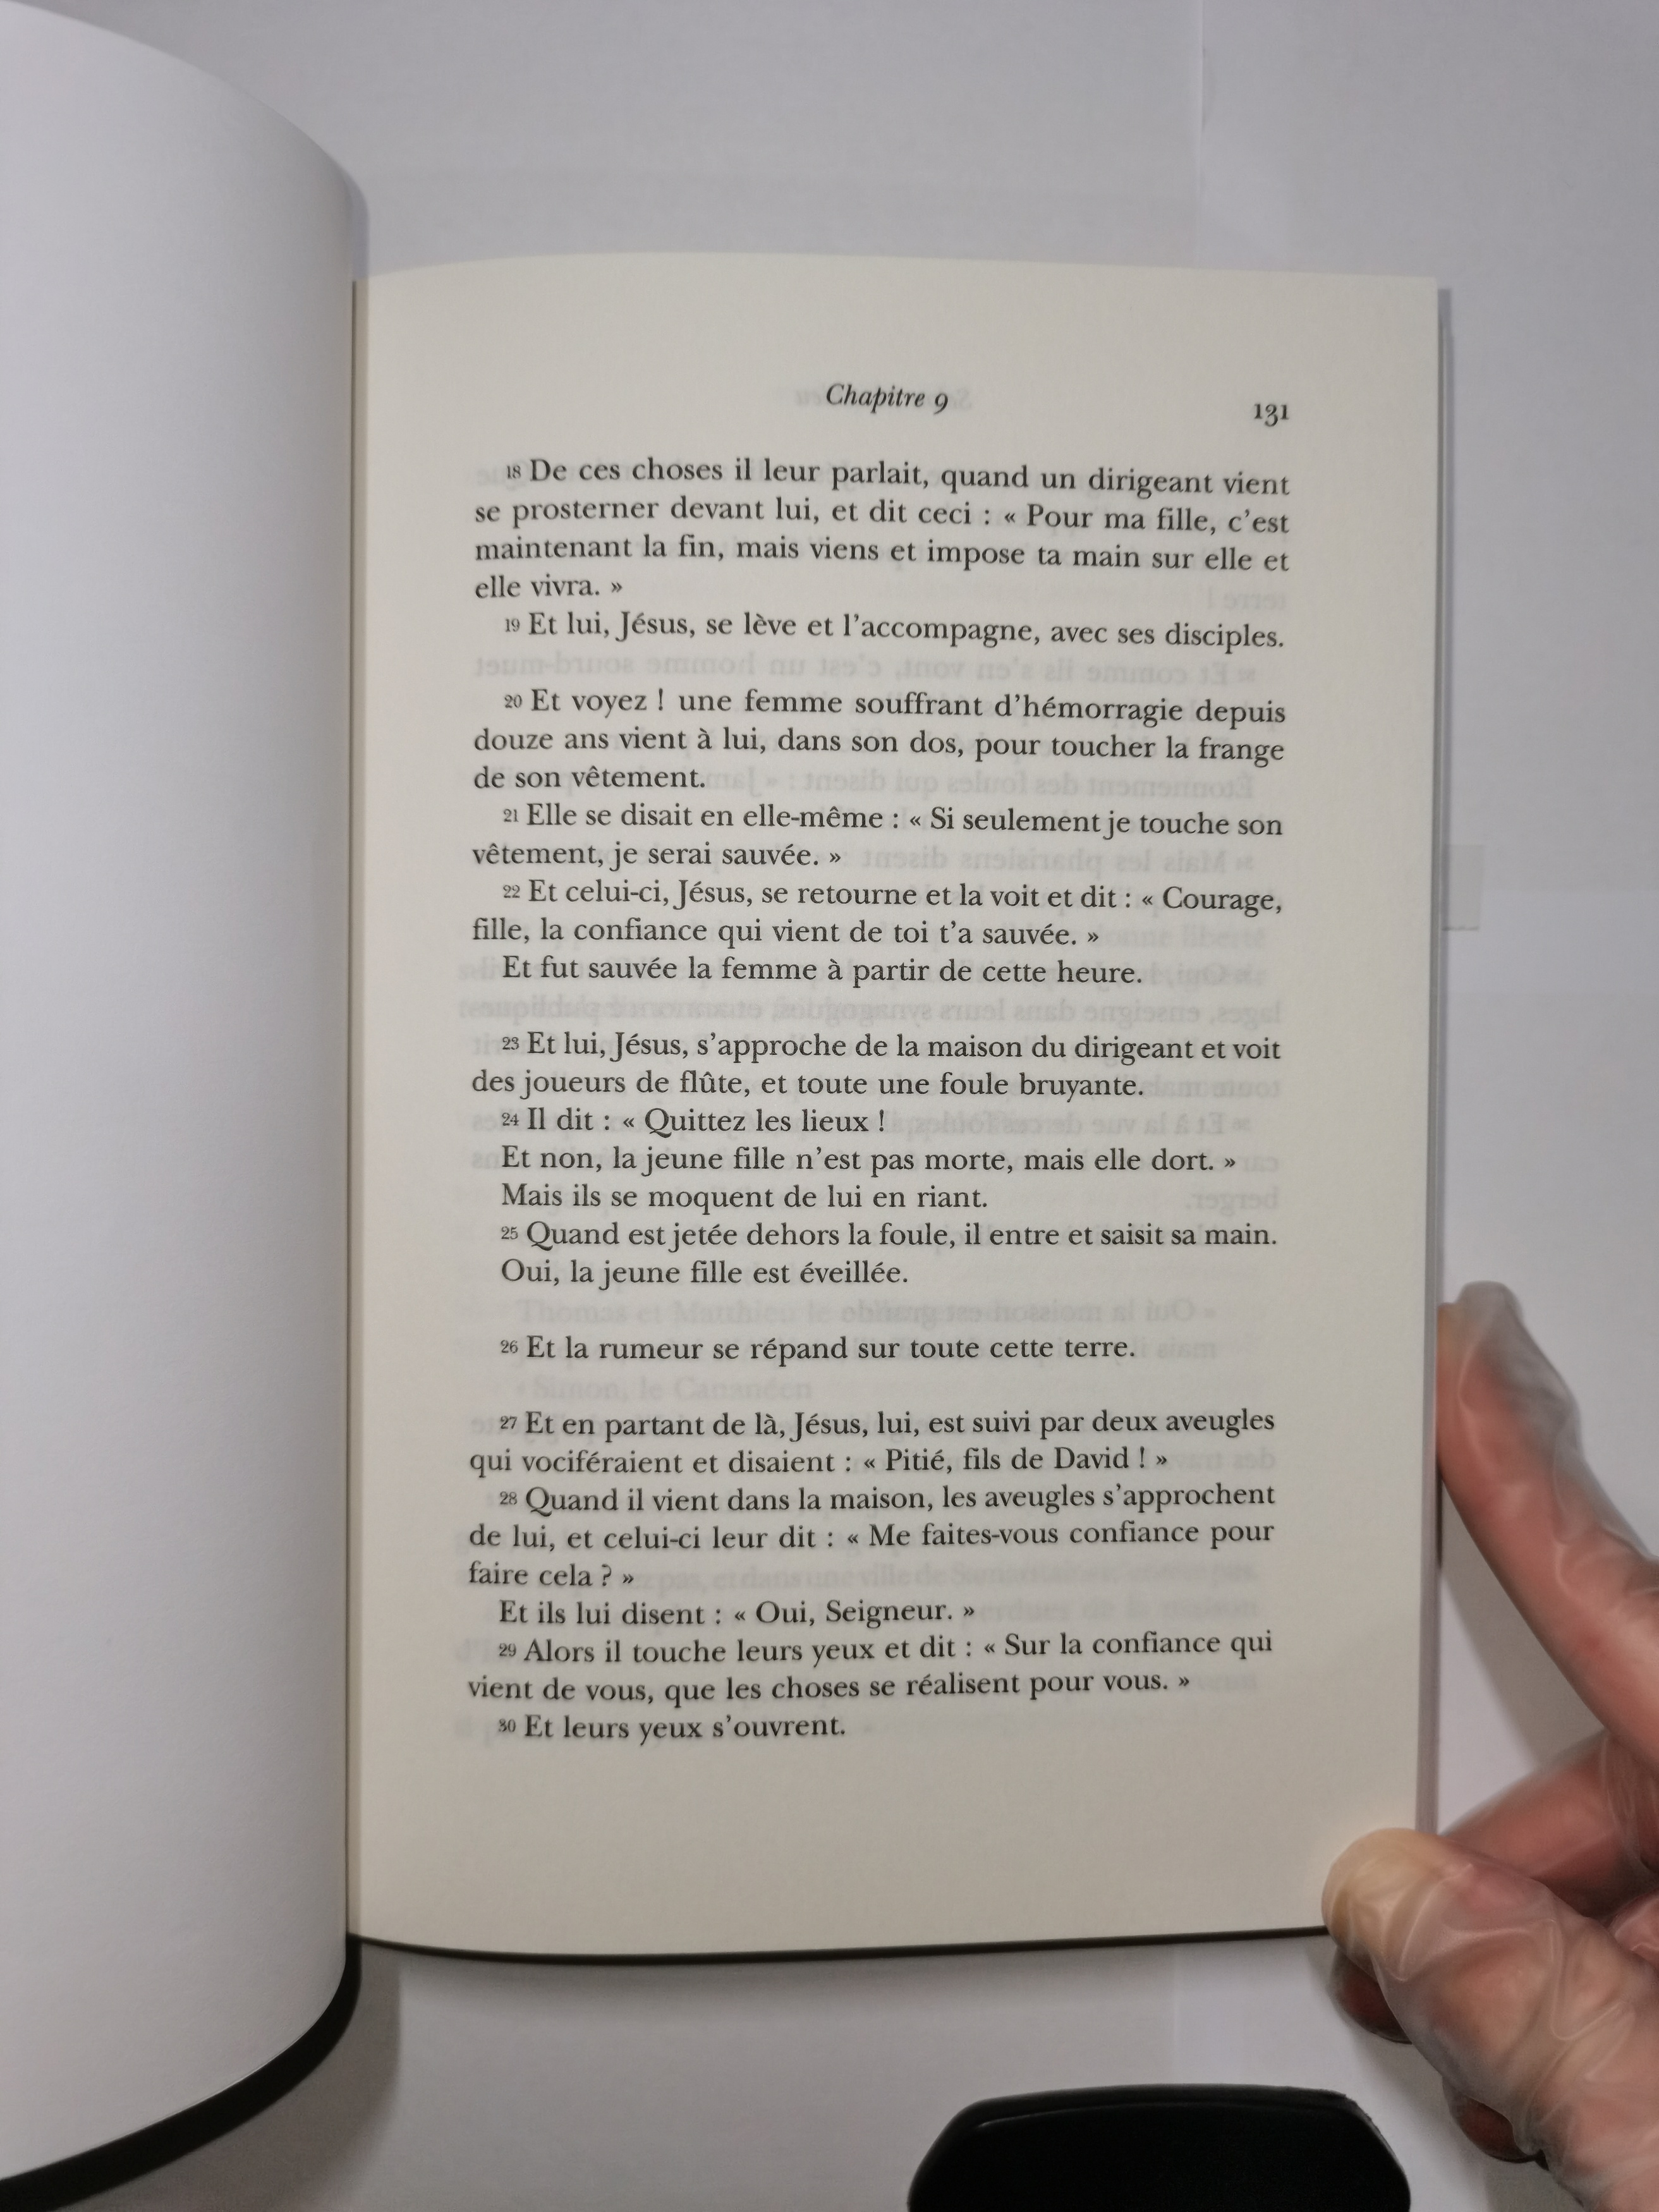 Chapitre 9
131
18 De ces choses il leur parlait, quand un dirigeant vient
se prosterner devant lui, et dit ceci : « Pour ma fille, c’est
maintenant la fin, mais viens et impose ta main sur elle et
elle vivra. »
19 Et lui, Jésus, se lève et l’accompagne, avec ses disciples.
20 Et voyez ! une femme souffrant d’hémorragie depuis
douze ans vient à lui, dans son dos, pour toucher la frange
de son vêtement.
21 Elle se disait en elle-même : « Si seulement je touche son
vêtement, je serai sauvée. »
22 Et celui-ci, Jésus, se retourne et la voit et dit : « Courage,
fille, la confiance qui vient de toi t’a sauvée. »
Et fut sauvée la femme à partir de cette heure.
23 Et lui, Jésus, s’approche de la maison du dirigeant et voit
des joueurs de flûte, et toute une foule bruyante.
24 Il dit : « Quittez les lieux !
Et non, la jeune fille n’est pas morte, mais elle dort. »
Mais ils se moquent de lui en riant.
25 Quand est jetée dehors la foule, il entre et saisit sa main.
Oui, la jeune fille est éveillée.
26 Et la rumeur se répand sur toute cette terre.
27 Et en partant de là, Jésus, lui, est suivi par deux aveugles
qui vociféraient et disaient : « Pitié, fils de David ! »
28 Quand il vient dans la maison, les aveugles s’approchent
de lui, et celui-ci leur dit : « Me faites-vous confiance pour
faire cela ? »
Et ils lui disent : « Oui, Seigneur. »
29 Alors il touche leurs yeux et dit : « Sur la confiance qui
vient de vous, que les choses se réalisent pour vous. »
30 Et leurs yeux s’ouvrent.